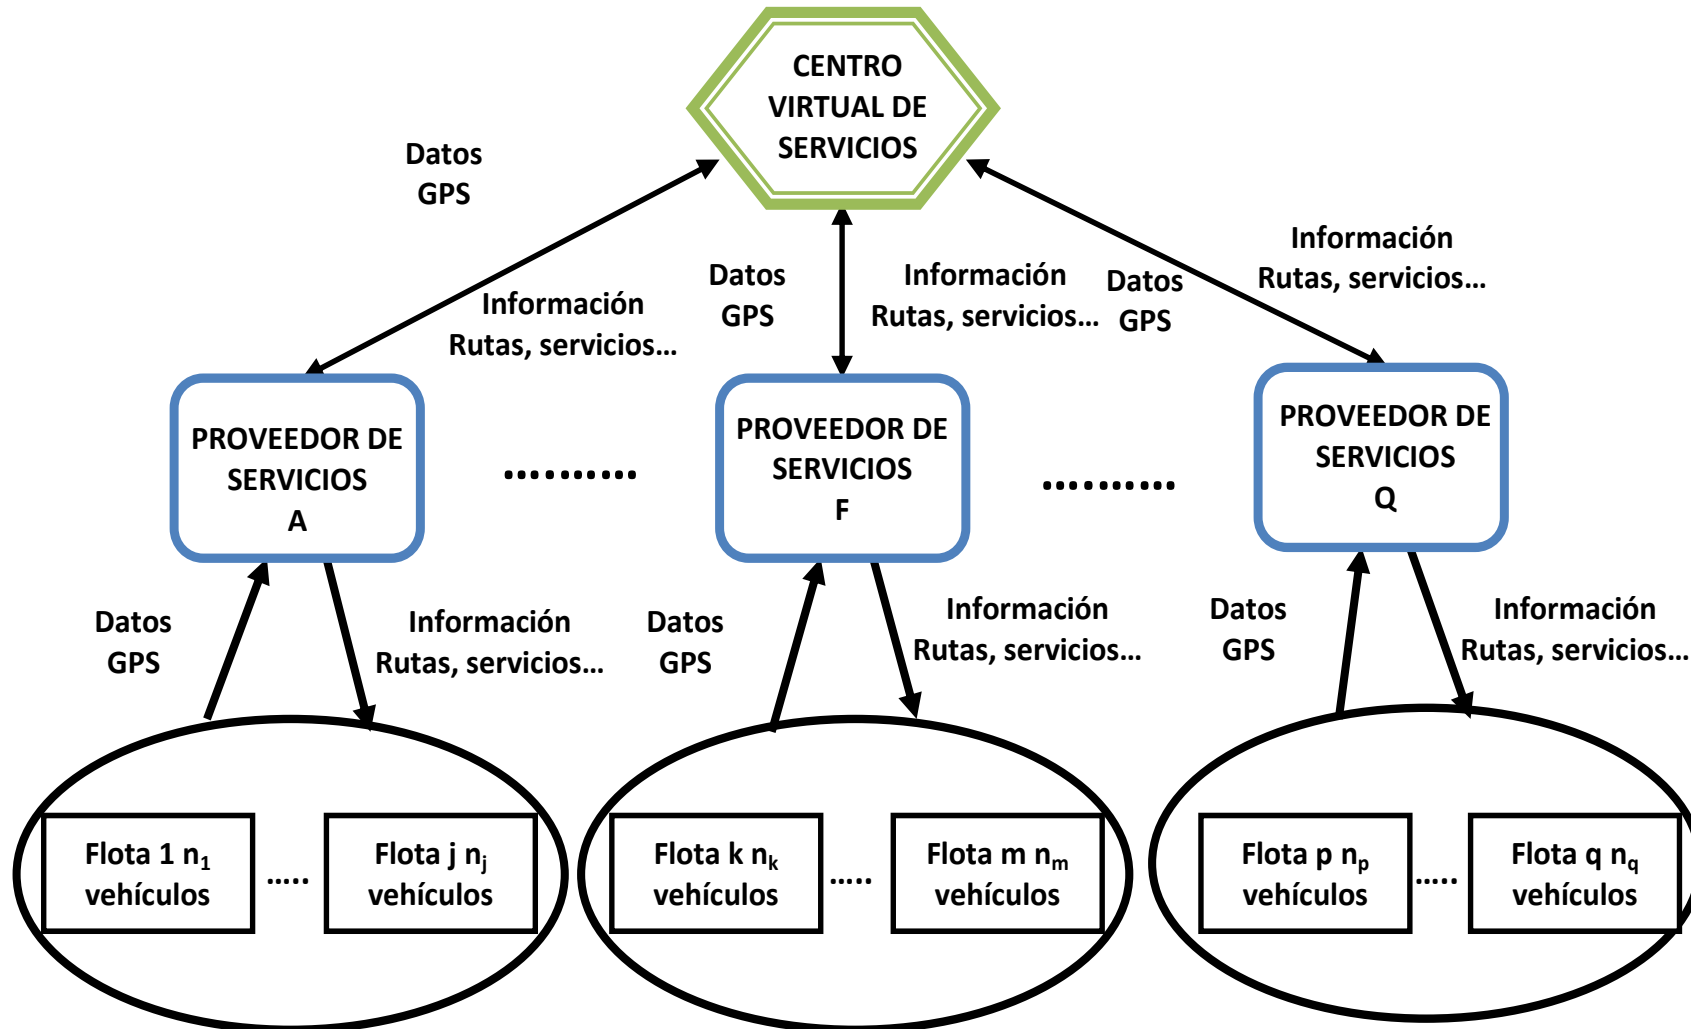 CENTRO
VIRTUAL DE
SERVICIOS
Datos
GPS
Información
Rutas, servicios...
Datos
GPS
Información
Rutas, servicios...
Datos
GPS
Información
Rutas, servicios...
PROVEEDOR DE
SERVICIOS
A
..........
PROVEEDOR DE
SERVICIOS
F
..........
PROVEEDOR DE
SERVICIOS
Q
Datos
GPS
Información
Rutas, servicios...
Datos
GPS
Información
Rutas, servicios...
Datos
GPS
Información
Rutas, servicios...
Flota 1 n₁
vehículos
.....
Flota j nⱼ
vehículos
Flota k nₖ
vehículos
.....
Flota m nₘ
vehículos
Flota p nₚ
vehículos
.....
Flota q n_q
vehículos